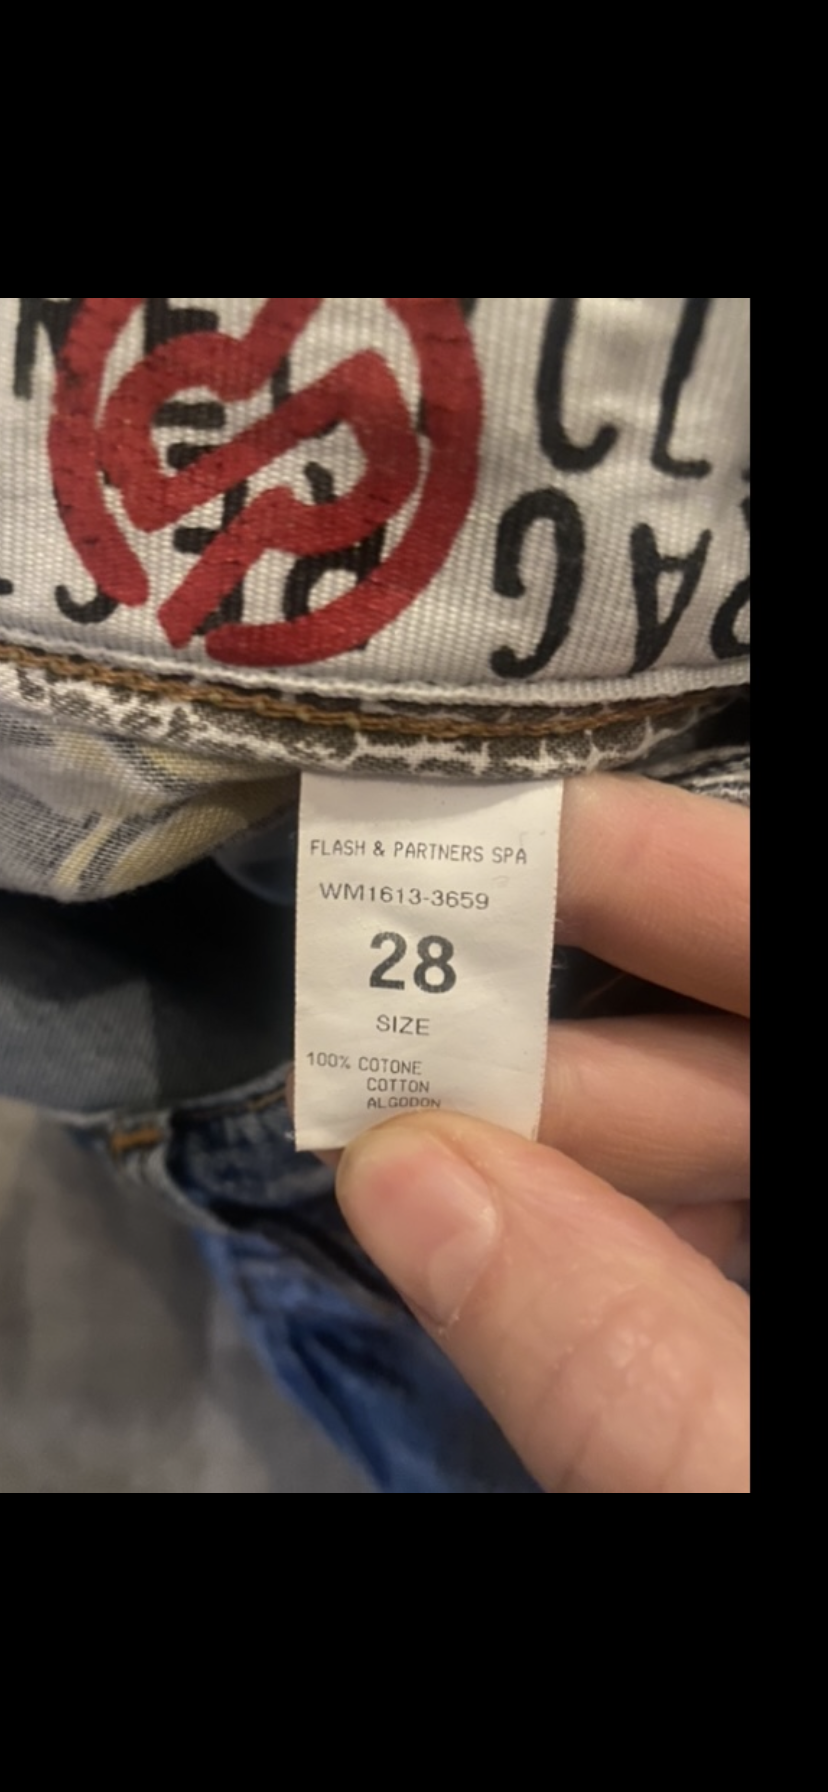 FLASH & PARTNERS SPA
WM1613-3659
28
SIZE
100% COTONE
COTTON
ALGODON